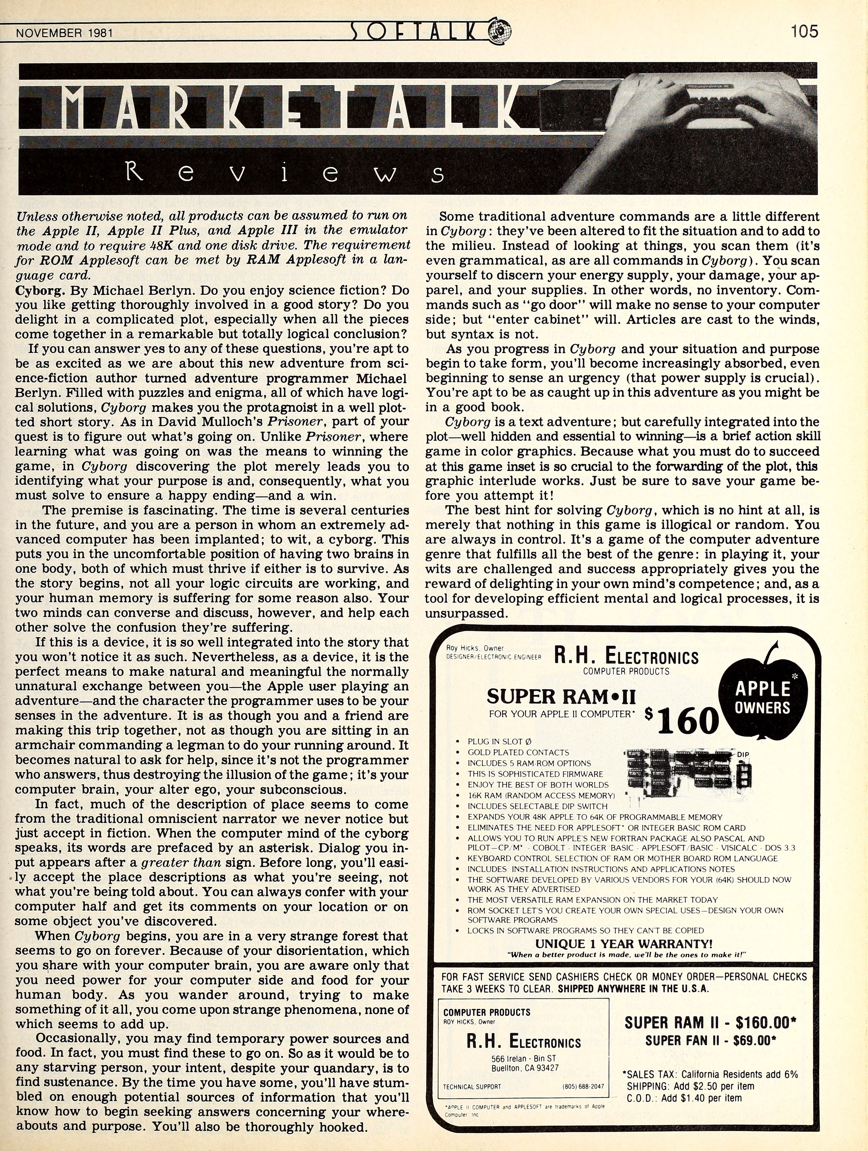 NOVEMBER 1981
SOFTALK
105
MARKETALK
Reviews
Unless otherwise noted, all products can be assumed to run on
the Apple II, Apple II Plus, and Apple III in the emulator
mode and to require 48K and one disk drive. The requirement
for ROM Applesoft can be met by RAM Applesoft in a lan-
guage card.
Cyborg. By Michael Berlyn. Do you enjoy science fiction? Do
you like getting thoroughly involved in a good story? Do you
delight in a complicated plot, especially when all the pieces
come together in a remarkable but totally logical conclusion?
If you can answer yes to any of these questions, you're apt to
be as excited as we are about this new adventure from sci-
ence-fiction author turned adventure programmer Michael
Berlyn. Filled with puzzles and enigma, all of which have logi-
cal solutions, Cyborg makes you the protagnoist in a well plot-
ted short story. As in David Mulloch's Prisoner, part of your
quest is to figure out what's going on. Unlike Prisoner, where
learning what was going on was the means to winning the
game, in Cyborg discovering the plot merely leads you to
identifying what your purpose is and, consequently, what you
must solve to ensure a happy ending—and a win.
The premise is fascinating. The time is several centuries
in the future, and you are a person in whom an extremely ad-
vanced computer has been implanted; to wit, a cyborg. This
puts you in the uncomfortable position of having two brains in
one body, both of which must thrive if either is to survive. As
the story begins, not all your logic circuits are working, and
your human memory is suffering for some reason also. Your
two minds can converse and discuss, however, and help each
other solve the confusion they're suffering.
If this is a device, it is so well integrated into the story that
you won't notice it as such. Nevertheless, as a device, it is the
perfect means to make natural and meaningful the normally
unnatural exchange between you—the Apple user playing an
adventure—and the character the programmer uses to be your
senses in the adventure. It is as though you and a friend are
making this trip together, not as though you are sitting in an
armchair commanding a legman to do your running around. It
becomes natural to ask for help, since it's not the programmer
who answers, thus destroying the illusion of the game; it's your
computer brain, your alter ego, your subconscious.
In fact, much of the description of place seems to come
from the traditional omniscient narrator we never notice but
just accept in fiction. When the computer mind of the cyborg
speaks, its words are prefaced by an asterisk. Dialog you in-
put appears after a greater than sign. Before long, you'll easi-
ly accept the place descriptions as what you're seeing, not
what you're being told about. You can always confer with your
computer half and get its comments on your location or on
some object you've discovered.
When Cyborg begins, you are in a very strange forest that
seems to go on forever. Because of your disorientation, which
you share with your computer brain, you are aware only that
you need power for your computer side and food for your
human body. As you wander around, trying to make
something of it all, you come upon strange phenomena, none of
which seems to add up.
Occasionally, you may find temporary power sources and
food. In fact, you must find these to go on. So as it would be to
any starving person, your intent, despite your quandary, is to
find sustenance. By the time you have some, you'll have stum-
bled on enough potential sources of information that you'll
know how to begin seeking answers concerning your where-
abouts and purpose. You'll also be thoroughly hooked.
Some traditional adventure commands are a little different
in Cyborg: they've been altered to fit the situation and to add to
the milieu. Instead of looking at things, you scan them (it's
even grammatical, as are all commands in Cyborg). You scan
yourself to discern your energy supply, your damage, your ap-
parel, and your supplies. In other words, no inventory. Com-
mands such as "go door" will make no sense to your computer
side; but "enter cabinet" will. Articles are cast to the winds,
but syntax is not.
As you progress in Cyborg and your situation and purpose
begin to take form, you'll become increasingly absorbed, even
beginning to sense an urgency (that power supply is crucial).
You're apt to be as caught up in this adventure as you might be
in a good book.
Cyborg is a text adventure; but carefully integrated into the
plot—well hidden and essential to winning—is a brief action skill
game in color graphics. Because what you must do to succeed
at this game inset is so crucial to the forwarding of the plot, this
graphic interlude works. Just be sure to save your game be-
fore you attempt it!
The best hint for solving Cyborg, which is no hint at all, is
merely that nothing in this game is illogical or random. You
are always in control. It's a game of the computer adventure
genre that fulfills all the best of the genre: in playing it, your
wits are challenged and success appropriately gives you the
reward of delighting in your own mind's competence; and, as a
tool for developing efficient mental and logical processes, it is
unsurpassed.
Roy Hicks, Owner
DESIGNER/ELECTRONIC ENGINEER
R.H. ELECTRONICS
COMPUTER PRODUCTS
SUPER RAM•II
FOR YOUR APPLE II COMPUTER*
$160
APPLE*
OWNERS
• PLUG IN SLOT Ø
• GOLD PLATED CONTACTS
• INCLUDES 5 RAM-ROM OPTIONS
• THIS IS SOPHISTICATED FIRMWARE
• ENJOY THE BEST OF BOTH WORLDS
• 16K RAM (RANDOM ACCESS MEMORY)
• INCLUDES SELECTABLE DIP SWITCH
DIP
• EXPANDS YOUR 48K APPLE TO 64K OF PROGRAMMABLE MEMORY
• ELIMINATES THE NEED FOR APPLESOFT* OR INTEGER BASIC ROM CARD
• ALLOWS YOU TO RUN APPLE'S NEW FORTRAN PACKAGE ALSO PASCAL AND
PILOT—CP/M* · COBOLT · INTEGER BASIC · APPLESOFT/BASIC · VISICALC · DOS 3.3
• KEYBOARD CONTROL SELECTION OF RAM OR MOTHER BOARD ROM LANGUAGE
• INCLUDES: INSTALLATION INSTRUCTIONS AND APPLICATIONS NOTES
• THE SOFTWARE DEVELOPED BY VARIOUS VENDORS FOR YOUR (64K) SHOULD NOW
WORK AS THEY ADVERTISED
• THE MOST VERSATILE RAM EXPANSION ON THE MARKET TODAY
• ROM SOCKET LET'S YOU CREATE YOUR OWN SPECIAL USES—DESIGN YOUR OWN
SOFTWARE PROGRAMS
• LOCKS IN SOFTWARE PROGRAMS SO THEY CAN'T BE COPIED
UNIQUE 1 YEAR WARRANTY!
"When a better product is made, we'll be the ones to make it!"
FOR FAST SERVICE SEND CASHIERS CHECK OR MONEY ORDER—PERSONAL CHECKS
TAKE 3 WEEKS TO CLEAR. SHIPPED ANYWHERE IN THE U.S.A.
COMPUTER PRODUCTS
ROY HICKS, Owner
R.H. ELECTRONICS
566 Irelan - Bin ST
Buellton, CA 93427
TECHNICAL SUPPORT (805) 688-2047
*APPLE II COMPUTER and APPLESOFT are trademarks of Apple
Computer, Inc.
SUPER RAM II - $160.00*
SUPER FAN II - $69.00*
*SALES TAX: California Residents add 6%
SHIPPING: Add $2.50 per item
C.O.D.: Add $1.40 per item